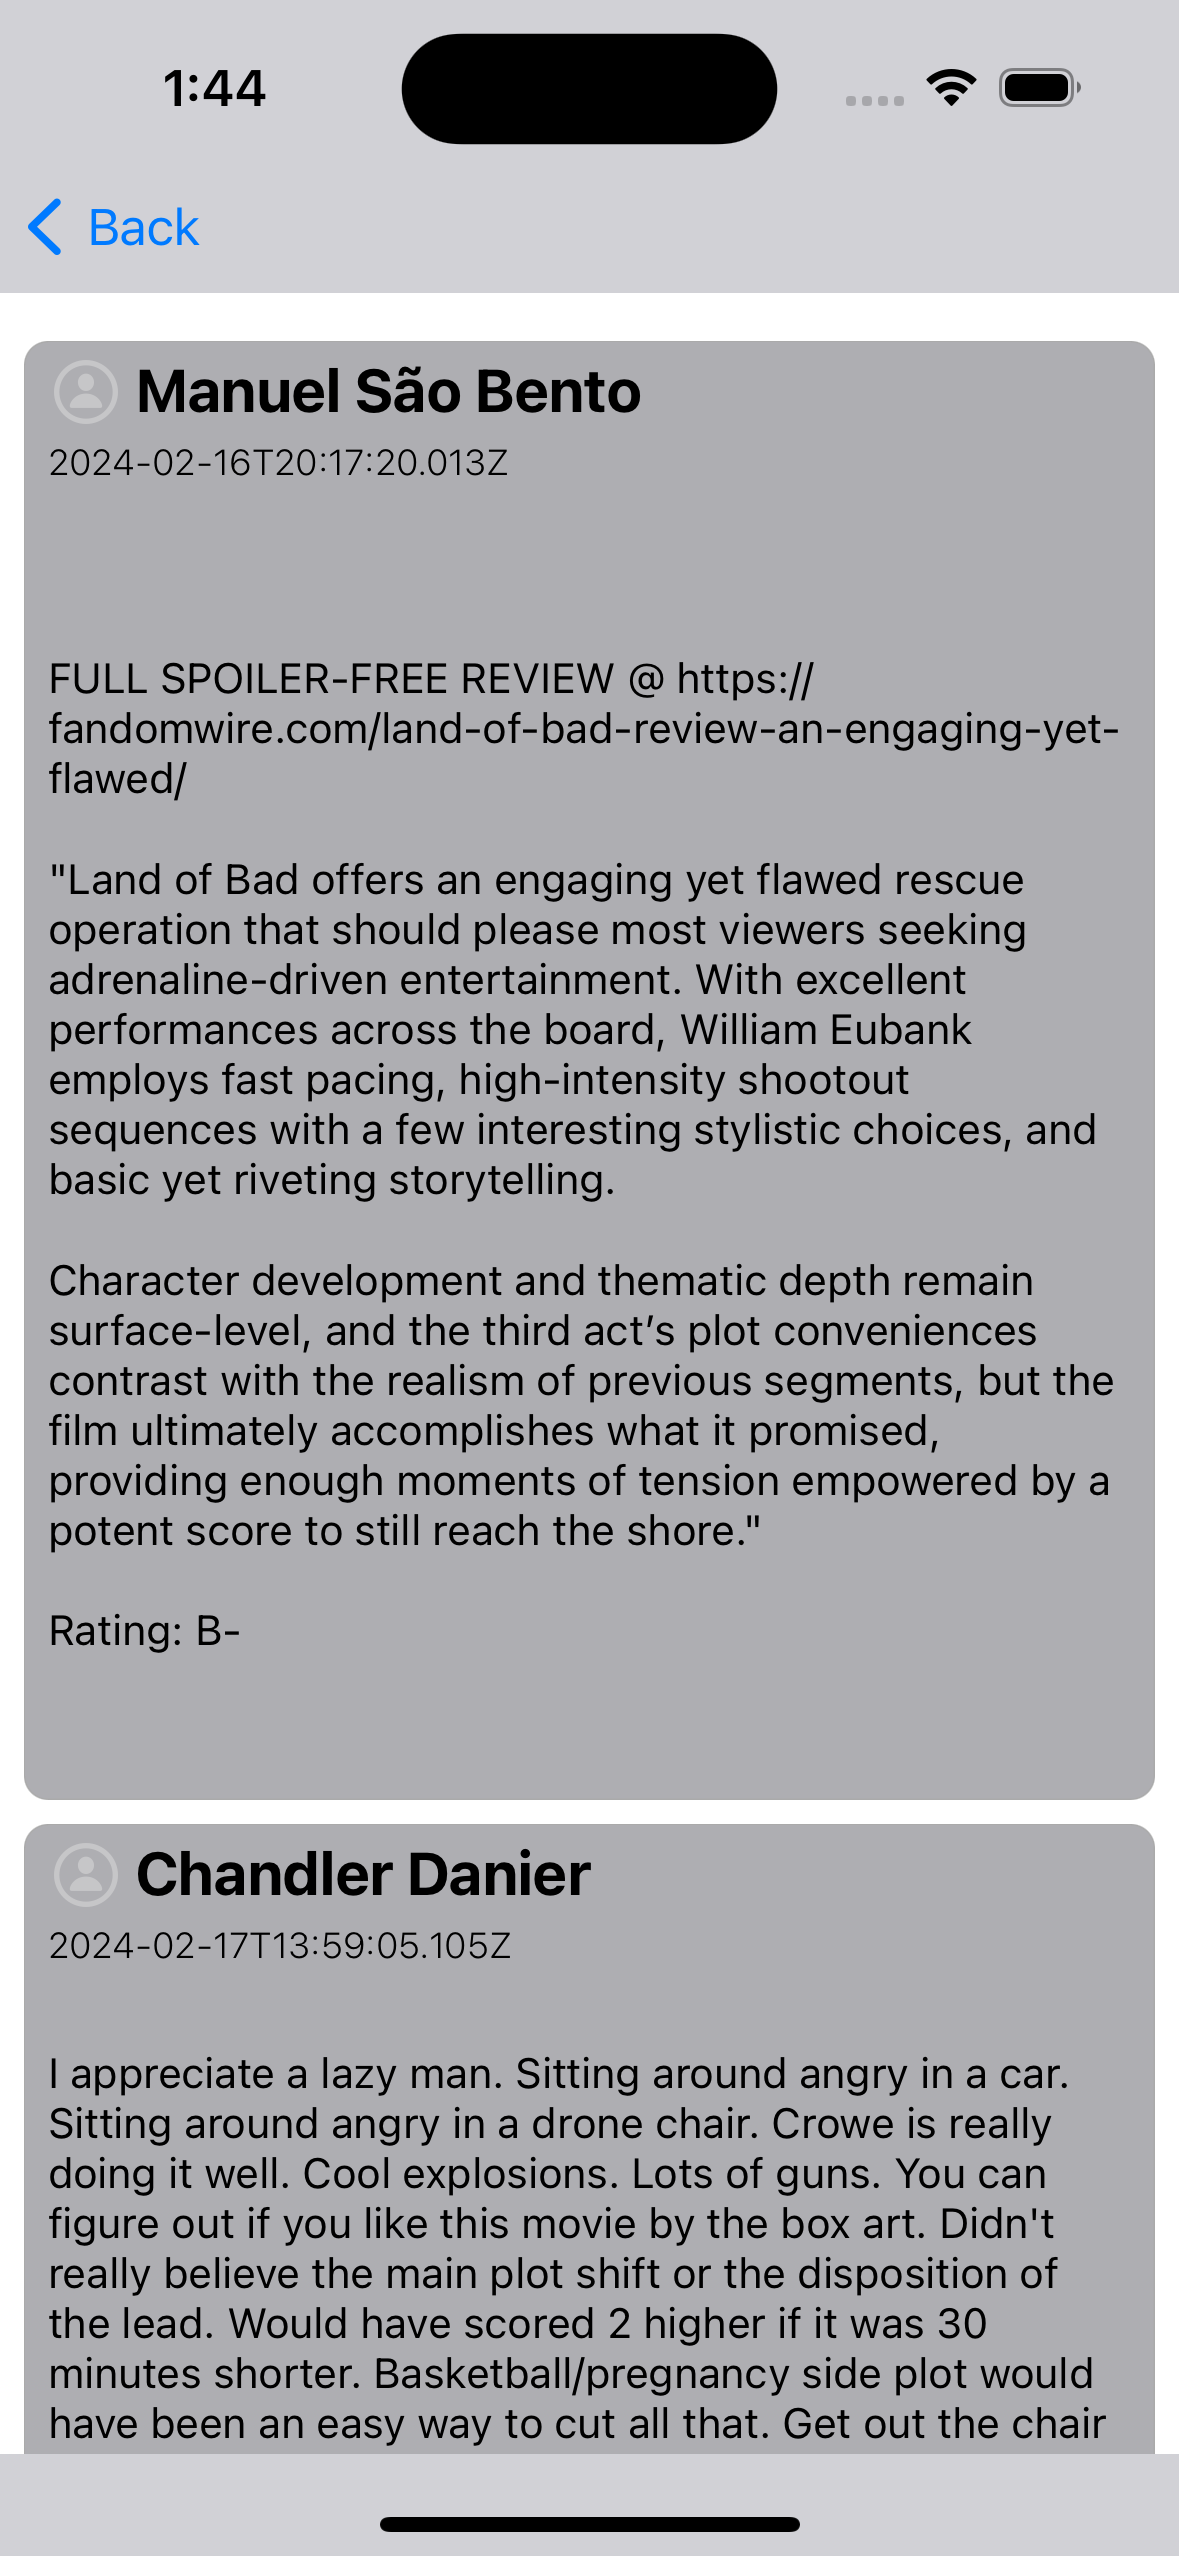 1:44
Back
Manuel São Bento
2024-02-16T20:17:20.013Z
FULL SPOILER-FREE REVIEW @ https://
fandomwire.com/land-of-bad-review-an-engaging-yet-
flawed/
"Land of Bad offers an engaging yet flawed rescue
operation that should please most viewers seeking
adrenaline-driven entertainment. With excellent
performances across the board, William Eubank
employs fast pacing, high-intensity shootout
sequences with a few interesting stylistic choices, and
basic yet riveting storytelling.
Character development and thematic depth remain
surface-level, and the third act’s plot conveniences
contrast with the realism of previous segments, but the
film ultimately accomplishes what it promised,
providing enough moments of tension empowered by a
potent score to still reach the shore."
Rating: B-
Chandler Danier
2024-02-17T13:59:05.105Z
I appreciate a lazy man. Sitting around angry in a car.
Sitting around angry in a drone chair. Crowe is really
doing it well. Cool explosions. Lots of guns. You can
figure out if you like this movie by the box art. Didn't
really believe the main plot shift or the disposition of
the lead. Would have scored 2 higher if it was 30
minutes shorter. Basketball/pregnancy side plot would
have been an easy way to cut all that. Get out the chair